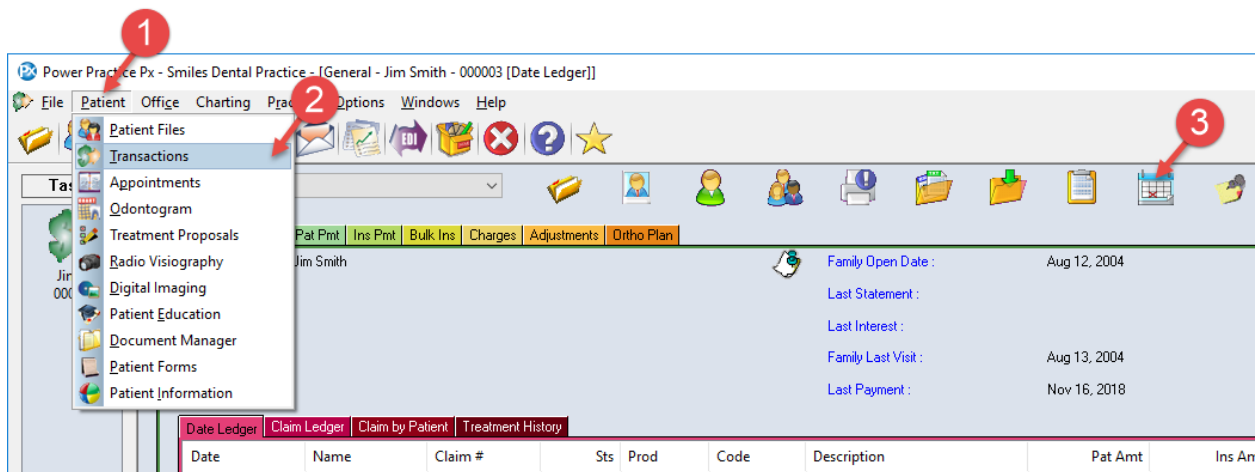 1
Power Practice Px - Smiles Dental Practice - [General - Jim Smith - 000003 [Date Ledger]]
File Patient Office Charting Options Windows Help
2
Patient Files
EDI
3
Transactions
Appointments
Odontogram
Treatment Proposals
Pat Pmt Ins Pmt Bulk Ins Charges Adjustments Ortho Plan
Radio Visiography
Jim Smith
Family Open Date : Aug 12, 2004
Digital Imaging
Last Statement :
Patient Education
Last Interest :
Document Manager
Patient Forms
Family Last Visit : Aug 13, 2004
Patient Information
Last Payment : Nov 16, 2018
Date Ledger Claim Ledger Claim by Patient Treatment History
Date Name Claim # Sts Prod Code Description Pat Amt Ins